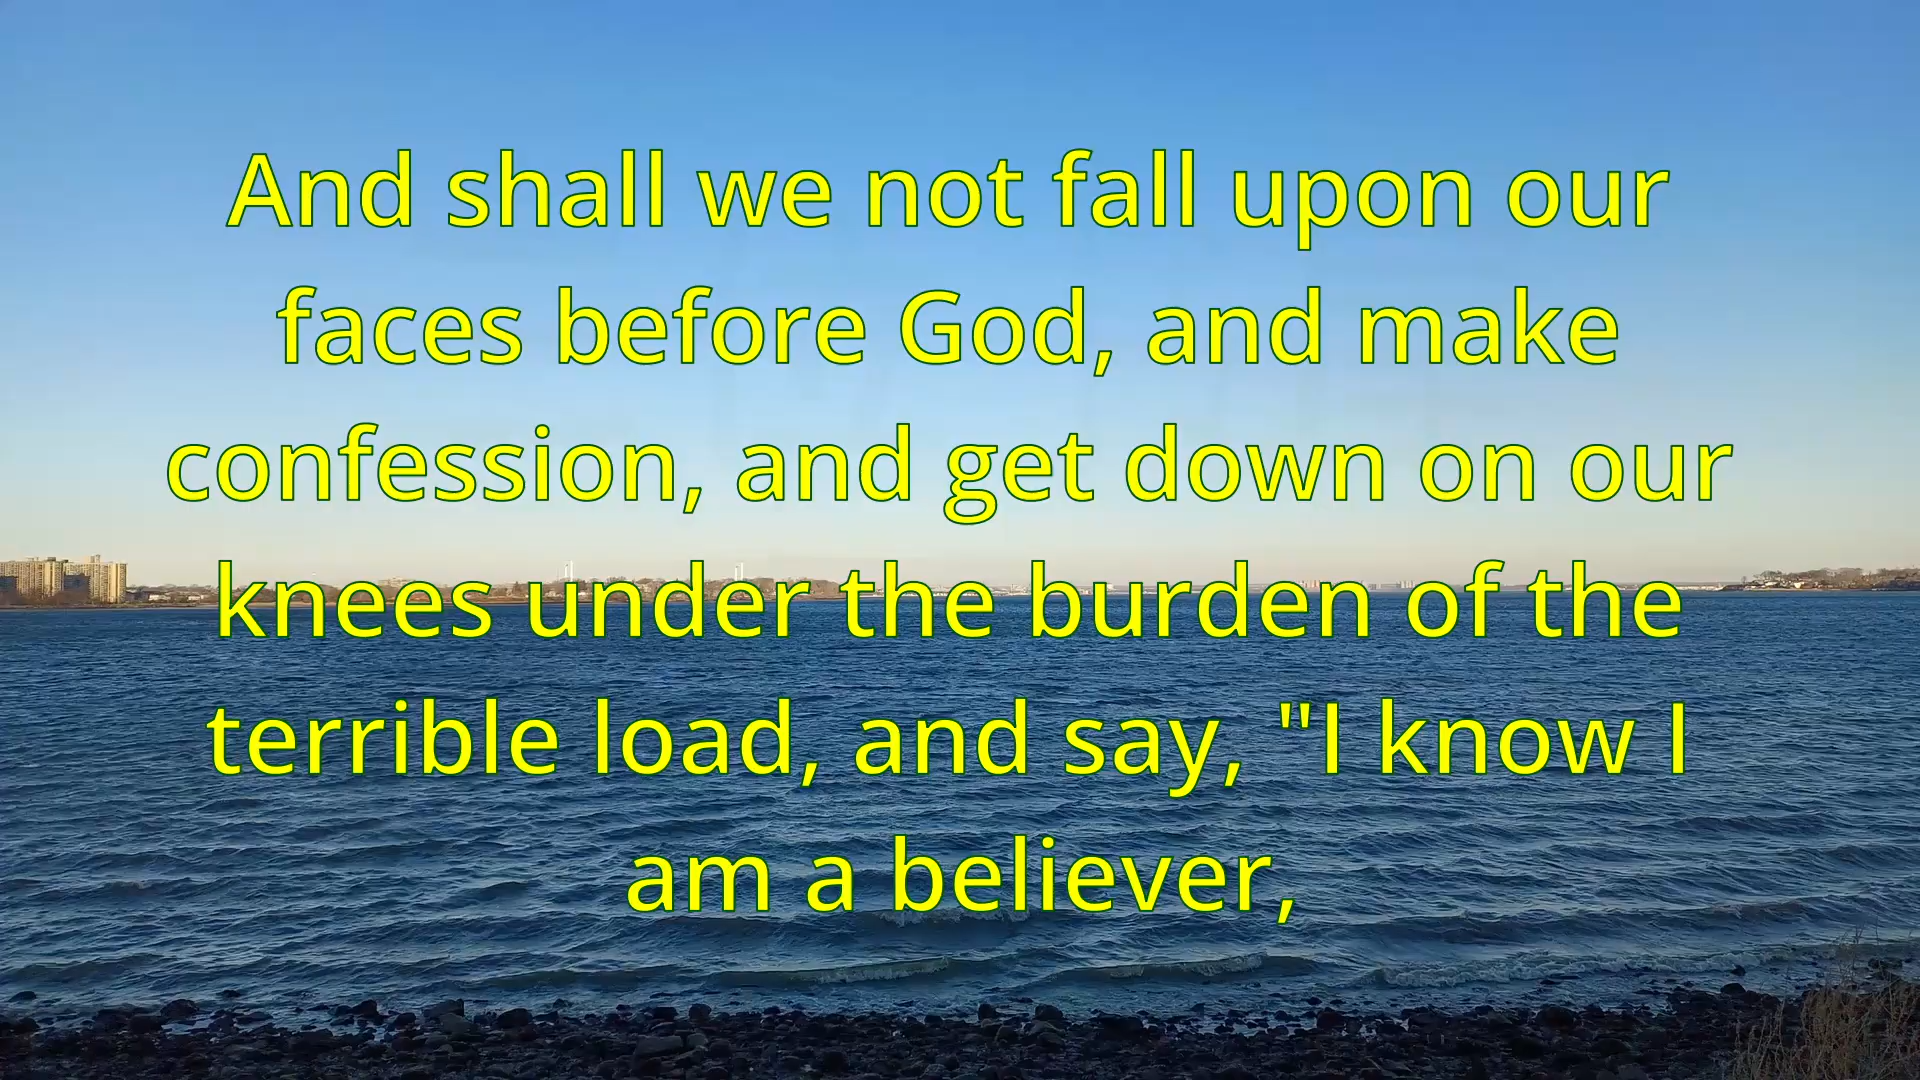 And shall we not fall upon our
faces before God, and make
confession, and get down on our
knees under the burden of the
terrible load, and say, "I know I
am a believer,